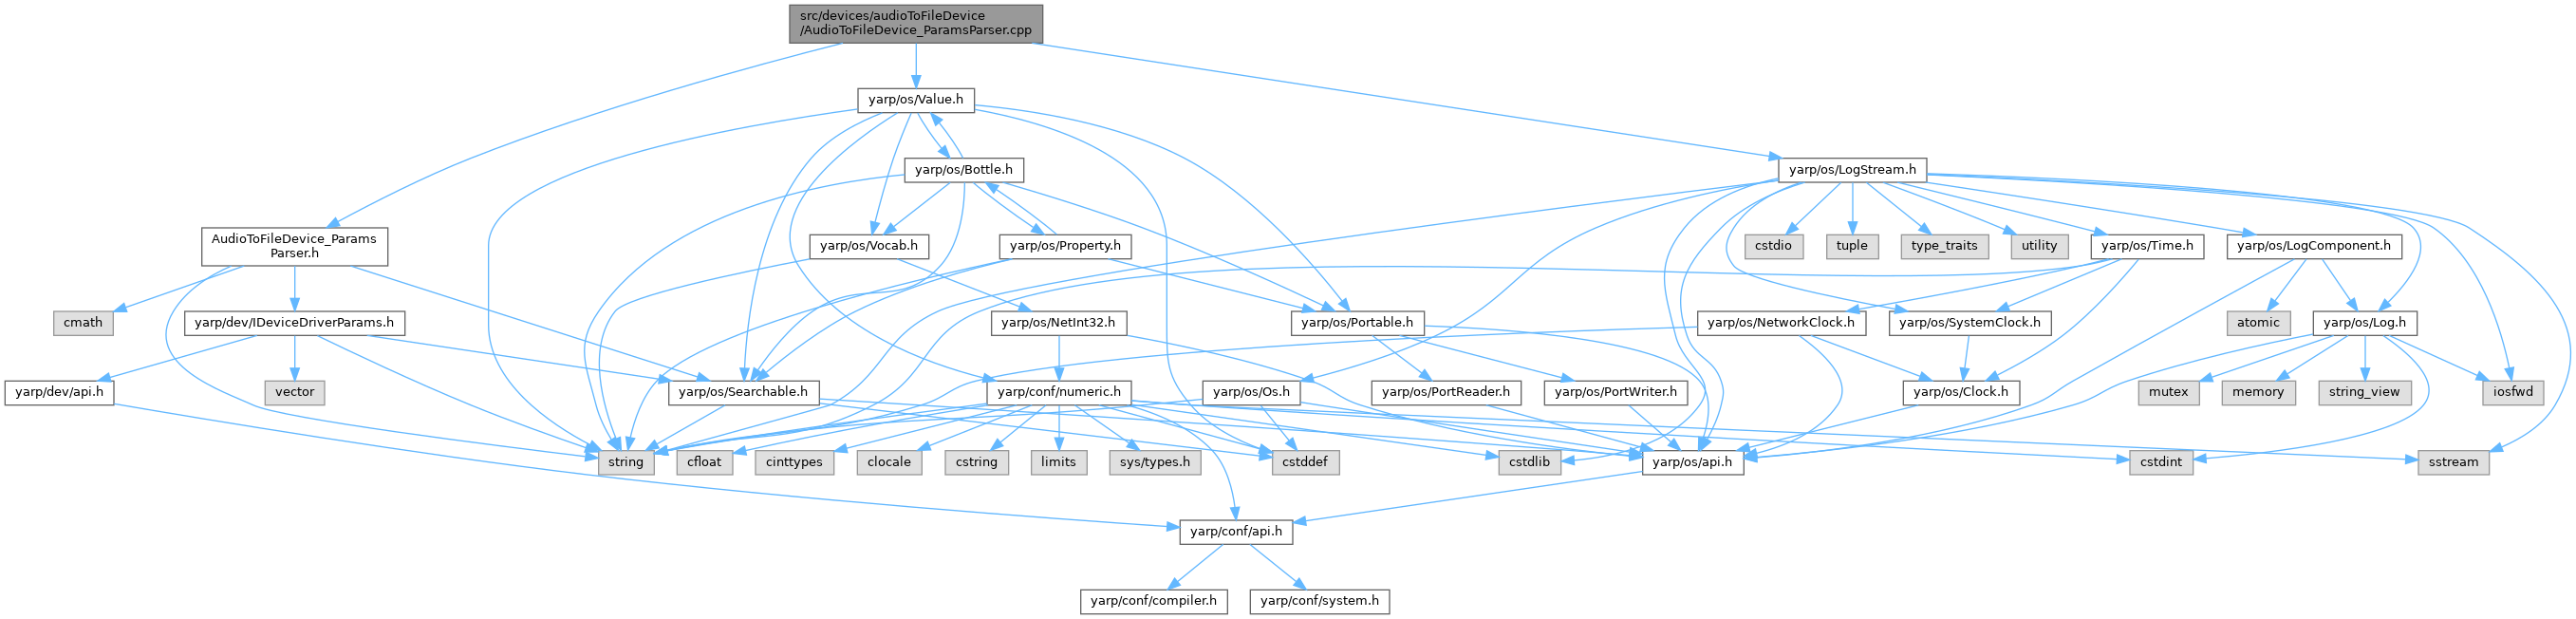 src/devices/audioToFileDevice
/AudioToFileDevice_ParamsParser.cpp
yarp/os/Value.h
yarp/os/Bottle.h
yarp/os/LogStream.h
AudioToFileDevice_Params
Parser.h
yarp/os/Vocab.h
yarp/os/Property.h
cstdio
tuple
type_traits
utility
yarp/os/Time.h
yarp/os/LogComponent.h
cmath
yarp/dev/IDeviceDriverParams.h
yarp/os/NetInt32.h
yarp/os/Portable.h
yarp/os/NetworkClock.h
yarp/os/SystemClock.h
atomic
yarp/os/Log.h
yarp/dev/api.h
vector
yarp/os/Searchable.h
yarp/conf/numeric.h
yarp/os/Os.h
yarp/os/PortReader.h
yarp/os/PortWriter.h
yarp/os/Clock.h
mutex
memory
string_view
iosfwd
string
cfloat
cinttypes
clocale
cstring
limits
sys/types.h
cstddef
cstdlib
yarp/os/api.h
cstdint
sstream
yarp/conf/api.h
yarp/conf/compiler.h
yarp/conf/system.h